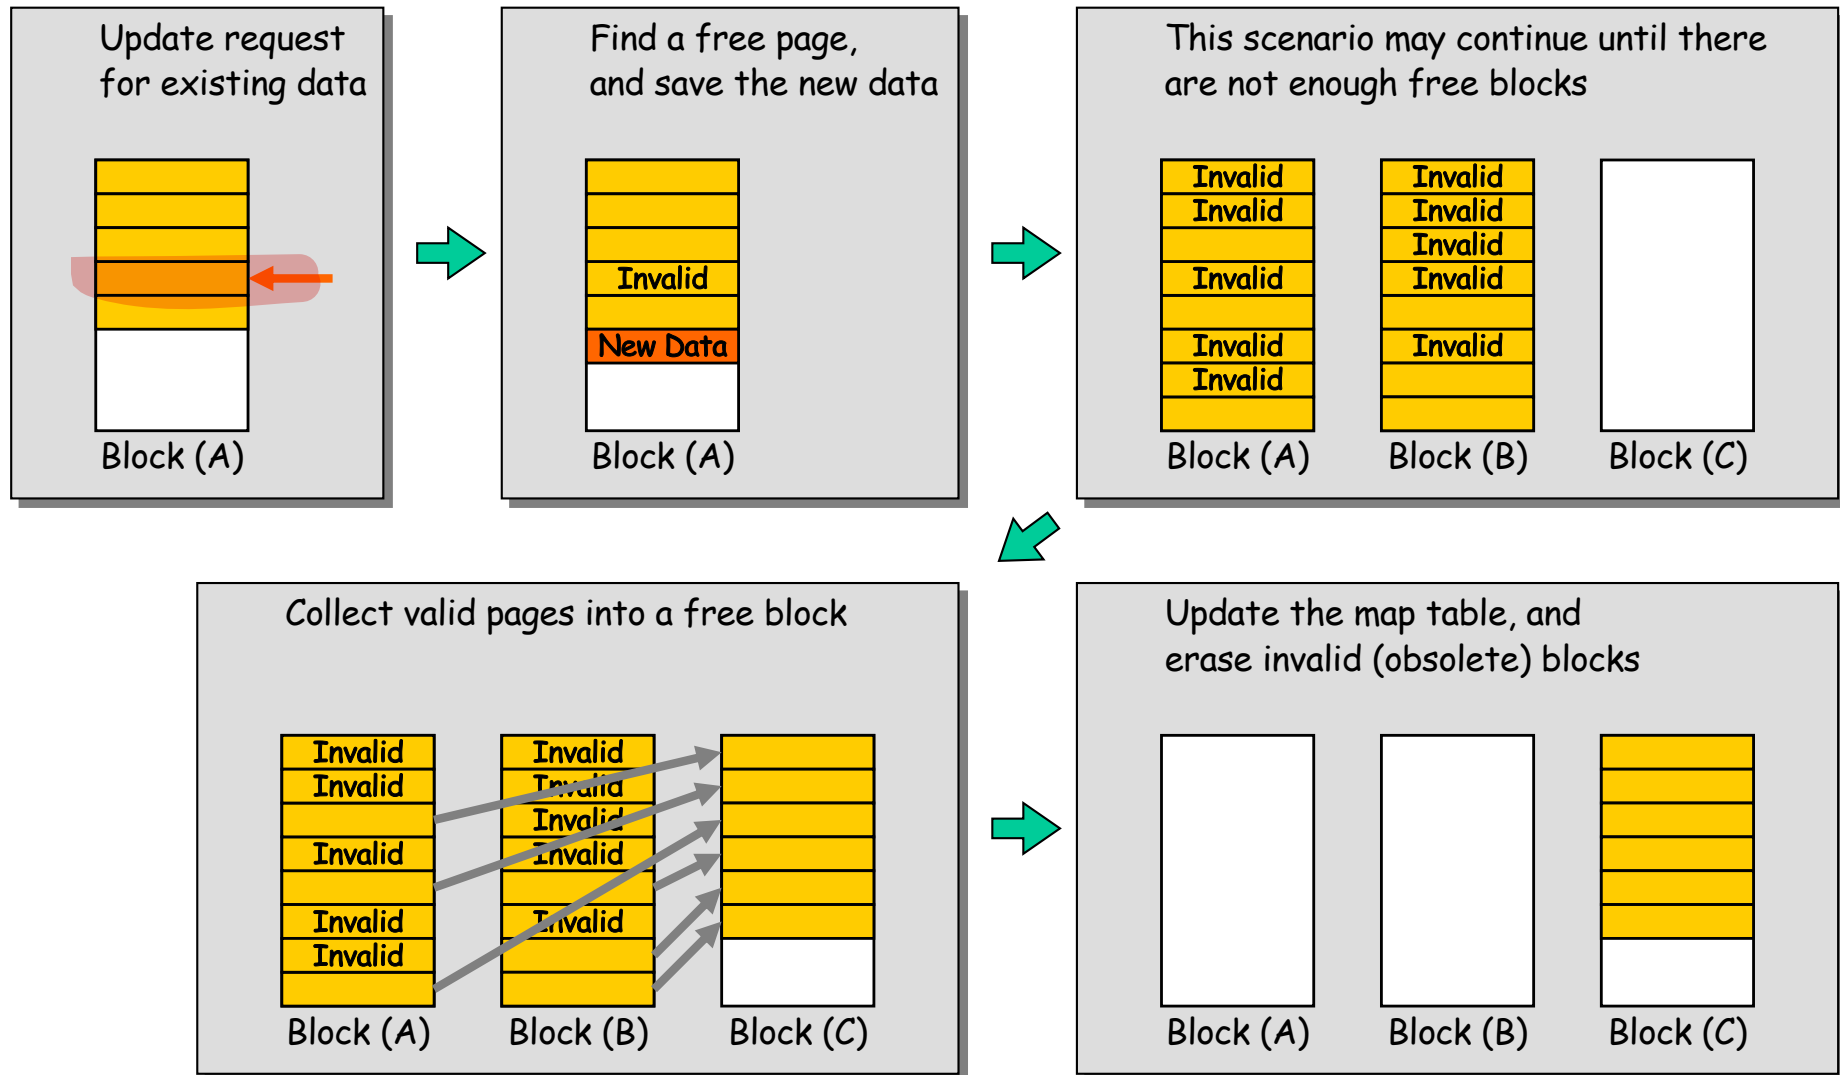 Update request
for existing data
Block (A)
Find a free page,
and save the new data
Invalid
New Data
Block (A)
This scenario may continue until there
are not enough free blocks
Invalid
Invalid
Invalid
Invalid
Invalid
Block (A)
Invalid
Invalid
Invalid
Invalid
Invalid
Block (B)
Block (C)
Collect valid pages into a free block
Invalid
Invalid
Invalid
Invalid
Invalid
Block (A)
Invalid
Invalid
Invalid
Invalid
Invalid
Block (B)
Block (C)
Update the map table, and
erase invalid (obsolete) blocks
Block (A)
Block (B)
Block (C)